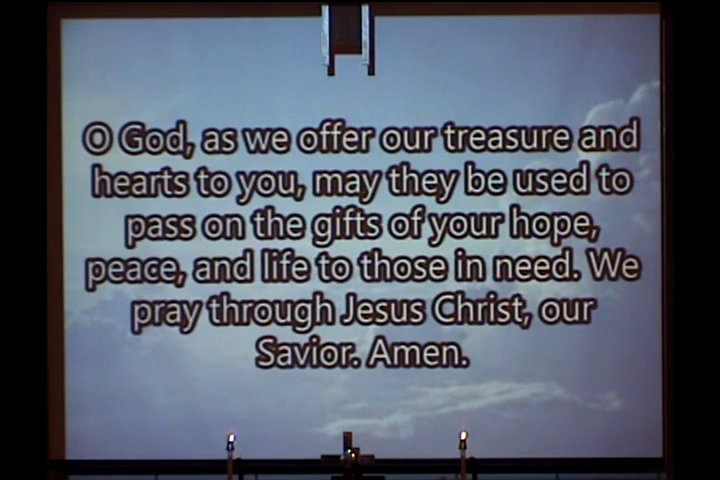 O God, as we offer our treasure and
hearts to you, may they be used to
pass on the gifts of your hope,
peace, and life to those in need. We
pray through Jesus Christ, our
Savior. Amen.